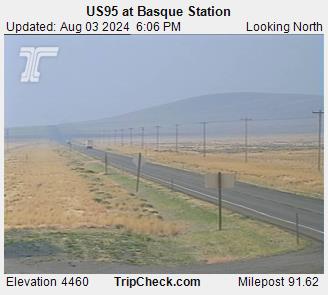 US95 at Basque Station
Updated: Aug 03 2024 6:06 PM Looking North
Elevation 4460 TripCheck.com Milepost 91.62